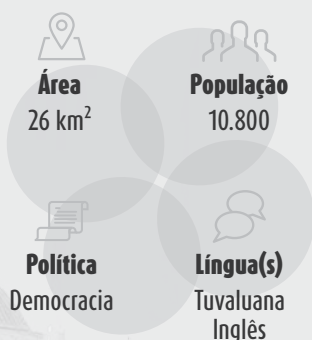 Área
26 km²
População
10.800
Política
Democracia
Língua(s)
Tuvaluana
Inglês